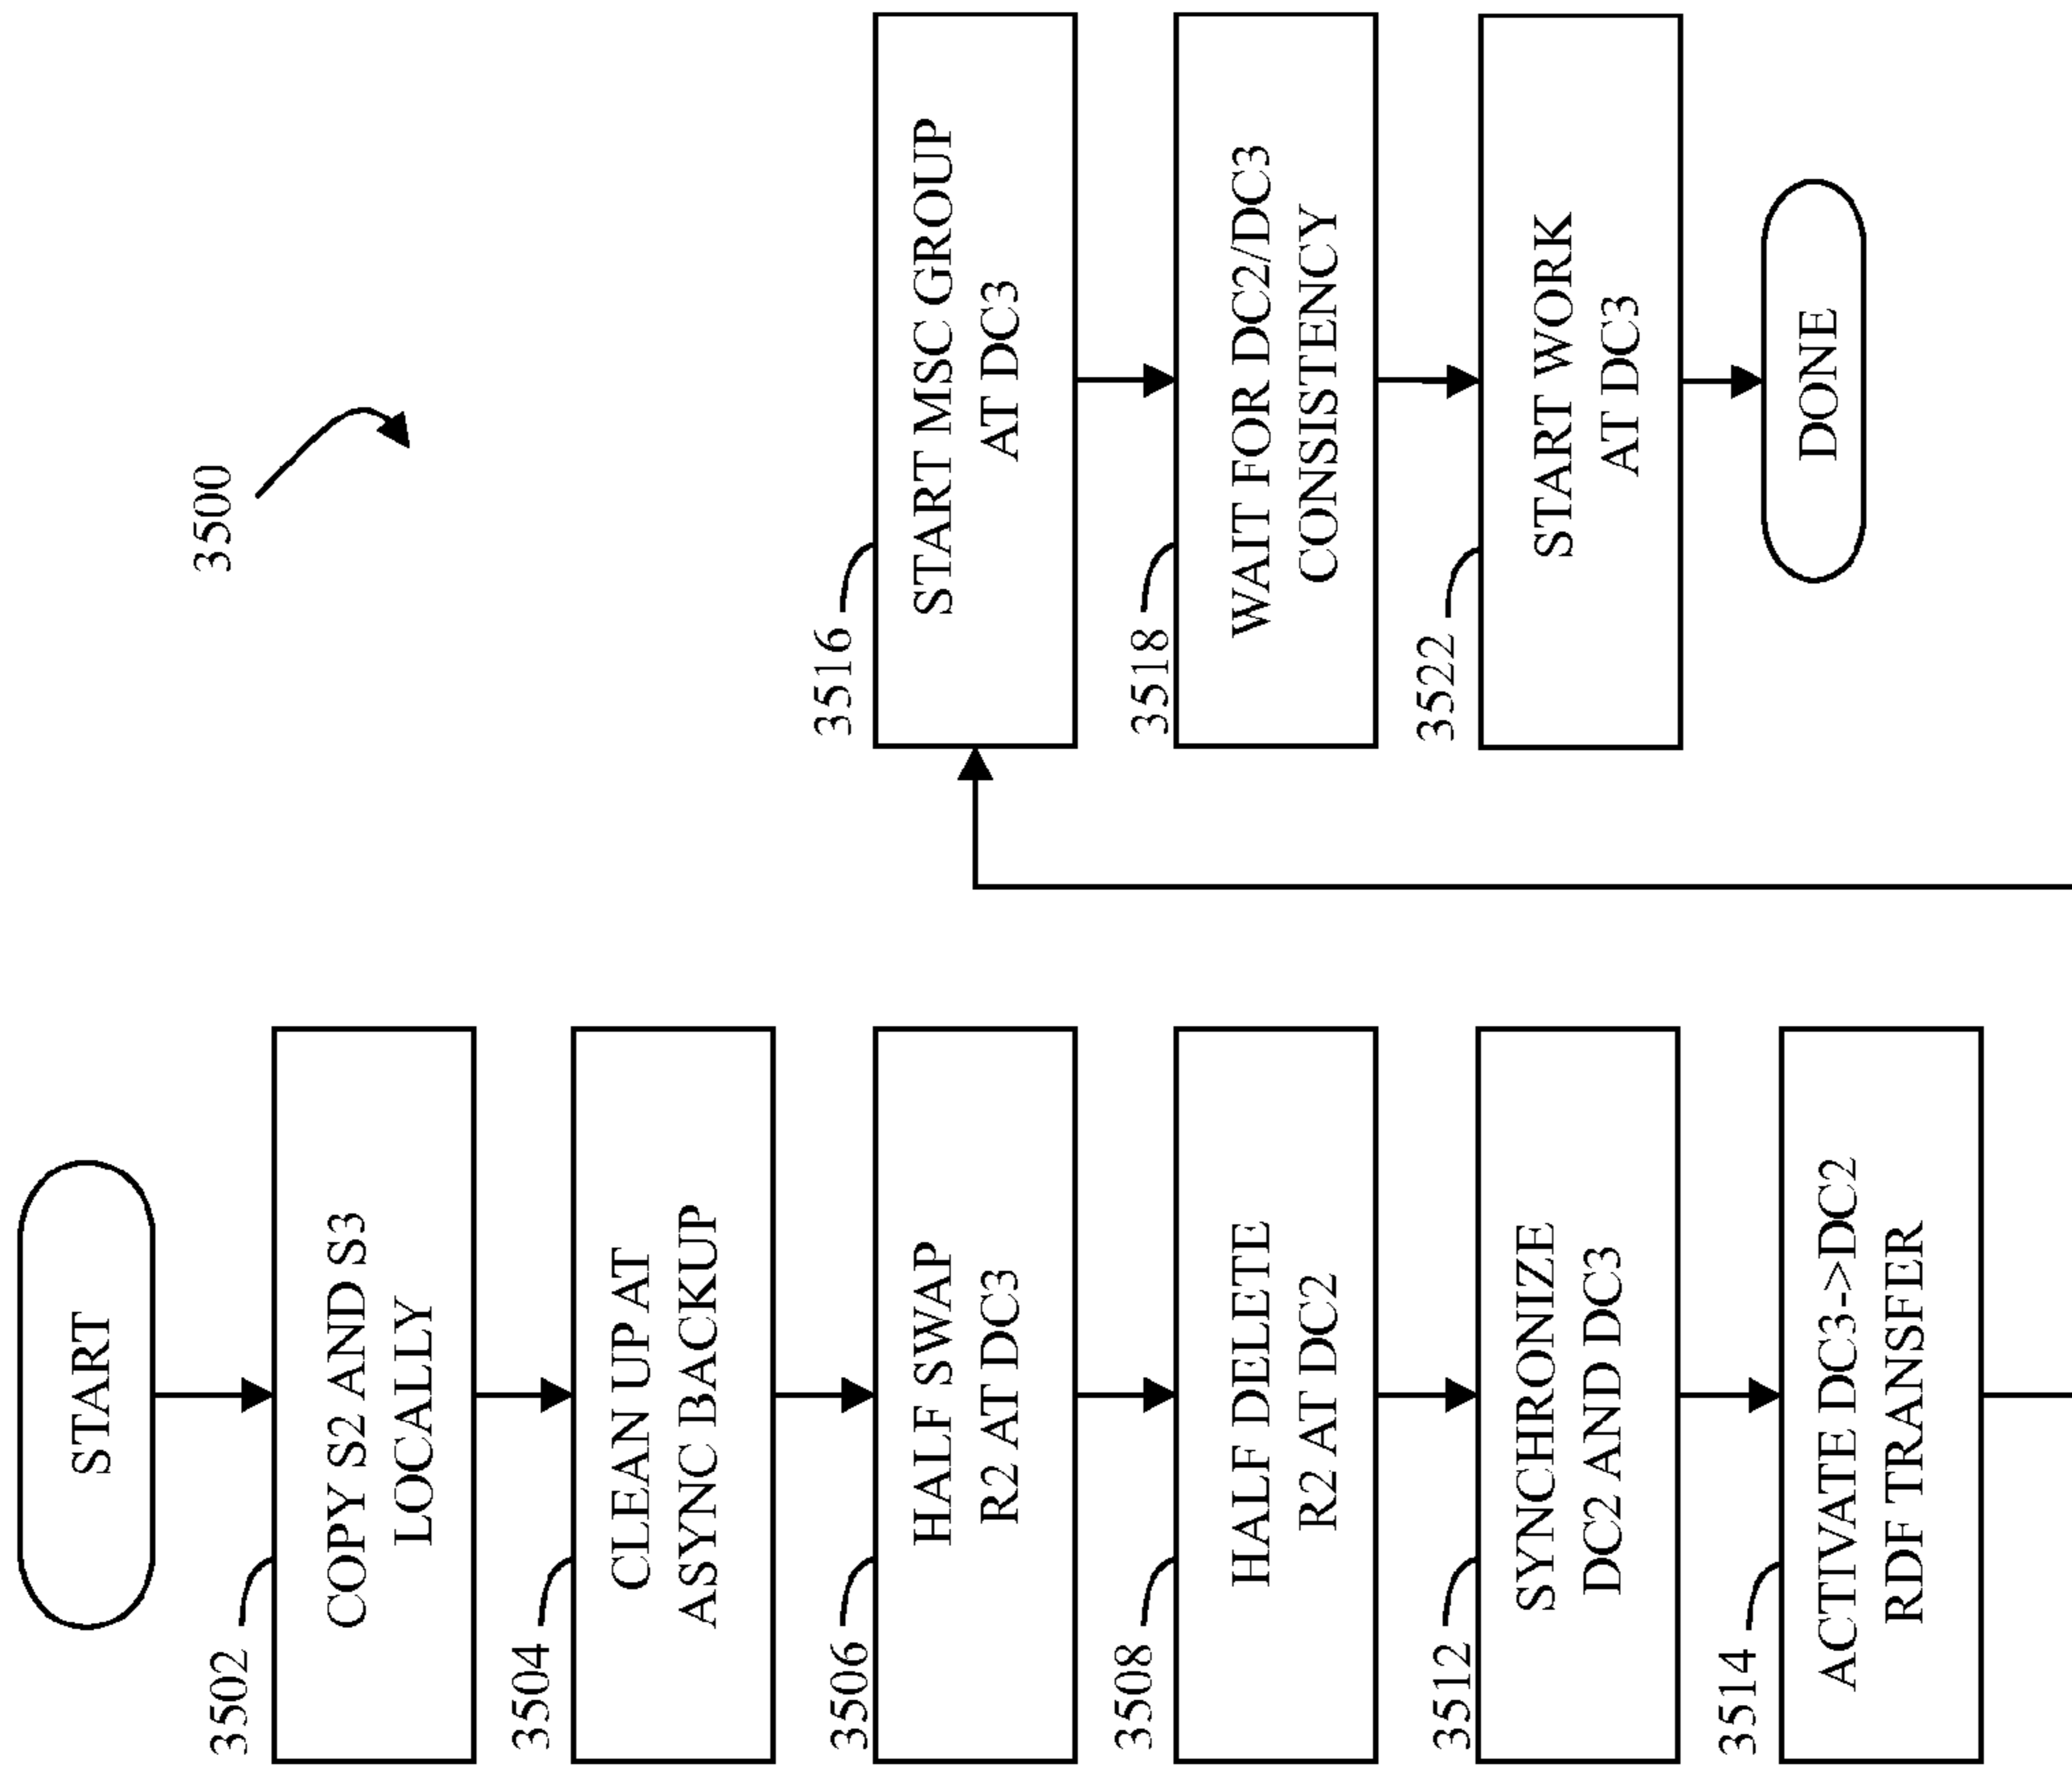 3500
START
3502
COPY S2 AND S3
LOCALLY
3504
CLEAN UP AT
ASYNC BACKUP
3506
HALF SWAP
R2 AT DC3
3508
HALF DELETE
R2 AT DC2
3512
SYNCHRONIZE
DC2 AND DC3
3514
ACTIVATE DC3->DC2
RDF TRANSFER
3516
START MSC GROUP
AT DC3
3518
WAIT FOR DC2/DC3
CONSISTENCY
3522
START WORK
AT DC3
DONE